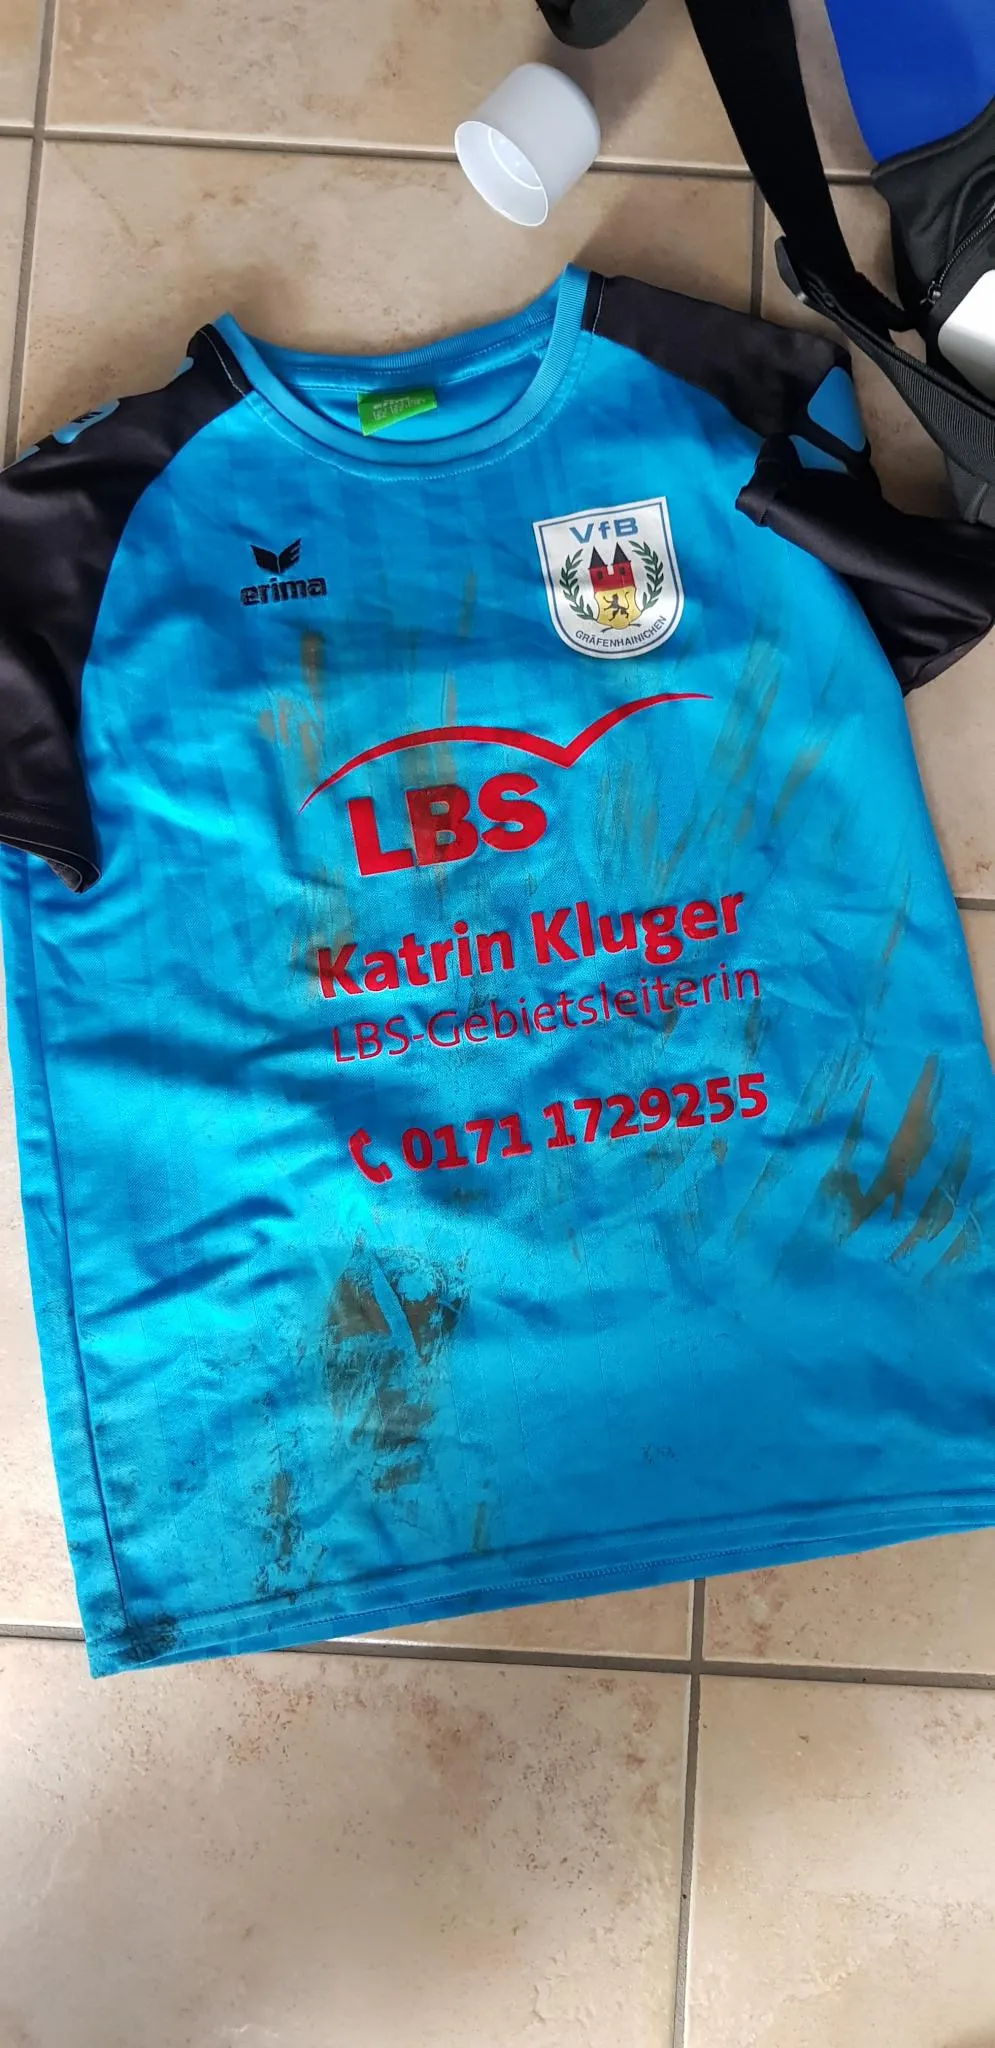 erima
VfB
GRÄFENHAINICHEN
LBS
Katrin Kluger
LBS-Gebietsleiterin
0171 1729255